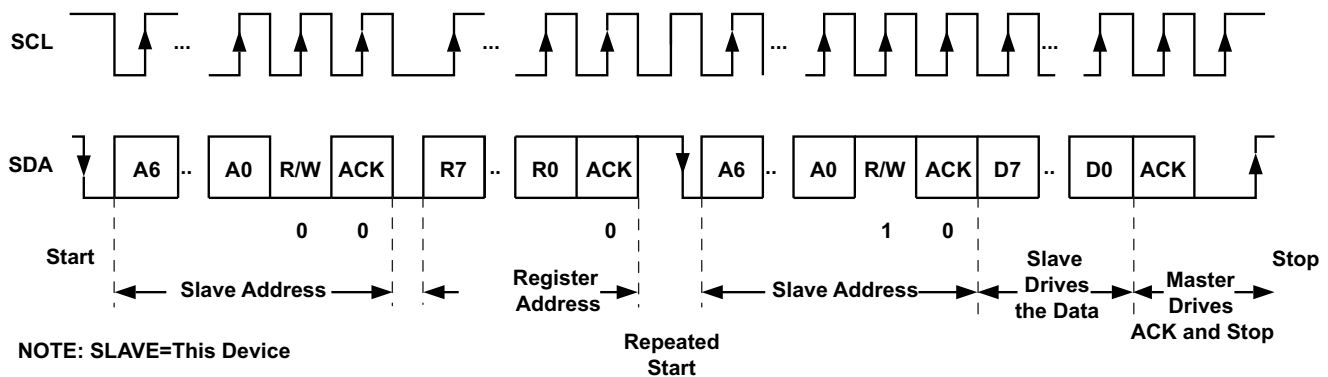 SCL ... ... ... ...
SDA A6 .. A0 R/W ACK R7 .. R0 ACK A6 .. A0 R/W ACK D7 .. D0 ACK
0 0 0 1 0
Start
Slave Address
Register
Address
Repeated
Start
Slave Address
Slave
Drives
the Data
Master
Drives
ACK and Stop
Stop
NOTE: SLAVE=This Device